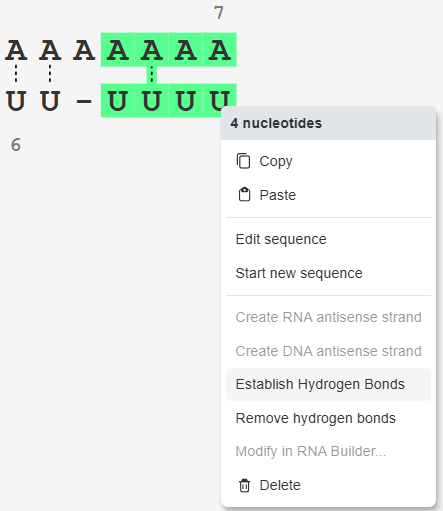 7
A A A A A A A
U U - U U U U
6
4 nucleotides
Copy
Paste
Edit sequence
Start new sequence
Create RNA antisense strand
Create DNA antisense strand
Establish Hydrogen Bonds
Remove hydrogen bonds
Modify in RNA Builder...
Delete